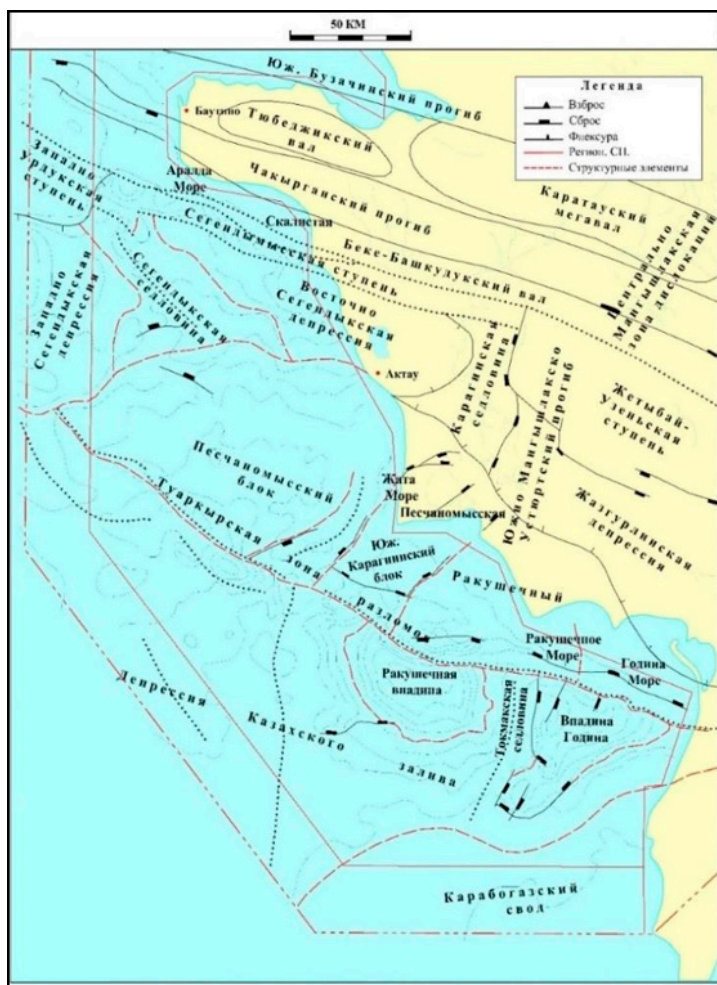 50 КМ
Юж. Бузачинский прогиб
Легенда
Взброс
Сброс
Флексура
Регион. СП.
Структурные элементы
Баутино
Тюбеджикский
вал
Западно
Урдукская
ступень
Аралда
Море
Чакырганский прогиб
Каратауский
мегавал
Скалистая
Сегендымысская ступень
Беке-Башкудукский вал
Центрально
Мангышлакская
зона дислокаций
Западно
Сегендыкская
депрессия
Сегендыкская
седловина
Восточно
Сегендыкская
депрессия
Актау
Карагинская
седловина
Южно Мангышлакско
Устюртский прогиб
Жетыбай-
Узеньская
ступень
Песчаномысский
блок
Жата
Море
Песчаномысская
Жазгурлинская
депрессия
Туаркырская зона разломо
Юж.
Карагиинский
блок
Ракушечный
Ракушечное
Море
Година
Море
Ракушечная
впадина
Токмакская
седловина
Впадина
Година
Депрессия
Казахского
залива
Карабогазский
свод